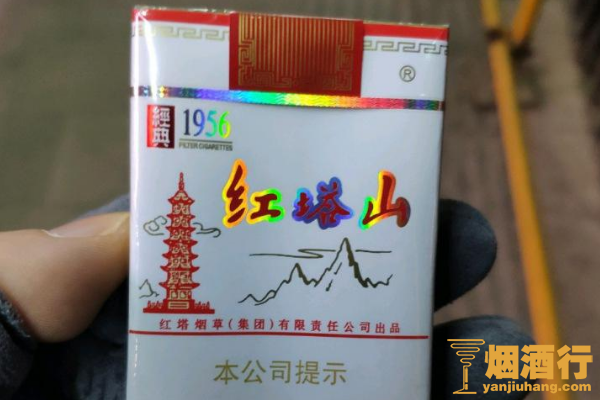 ®
經典
1956
FILTER CIGARETTES
红塔山
红塔烟草(集团)有限责任公司出品
本公司提示
烟酒行
yanjiuhang.com